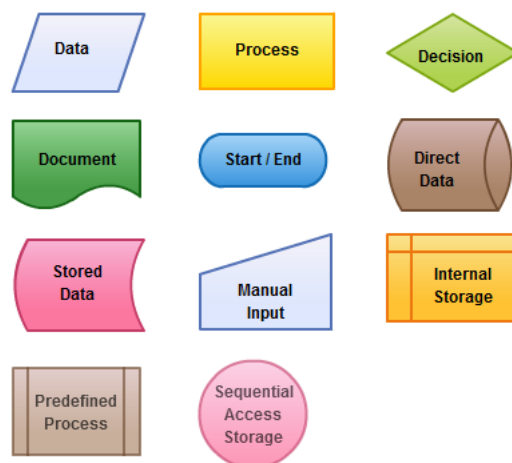 Data
Process
Decision
Document
Start / End
Direct
Data
Stored
Data
Manual
Input
Internal
Storage
Predefined
Process
Sequential
Access
Storage